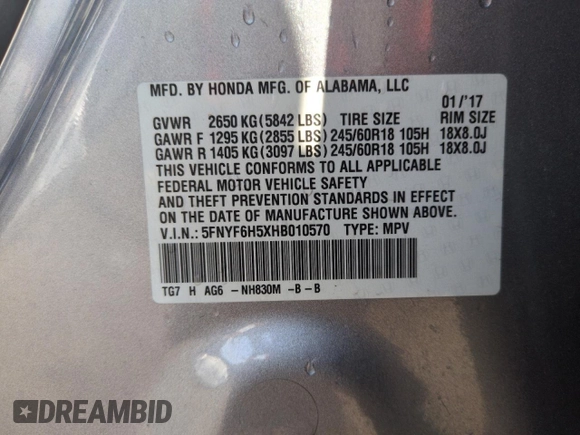 MFD. BY HONDA MFG. OF ALABAMA, LLC
01/'17
GVWR 2650 KG (5842 LBS) TIRE SIZE RIM SIZE
GAWR F 1295 KG (2855 LBS) 245/60R18 105H 18X8.0J
GAWR R 1405 KG (3097 LBS) 245/60R18 105H 18X8.0J
THIS VEHICLE CONFORMS TO ALL APPLICABLE
FEDERAL MOTOR VEHICLE SAFETY
AND THEFT PREVENTION STANDARDS IN EFFECT
ON THE DATE OF MANUFACTURE SHOWN ABOVE.
V.I.N.: 5FNYF6H5XHB010570 TYPE: MPV
TG7 H AG6 -NH830M -B-B
DREAMBID